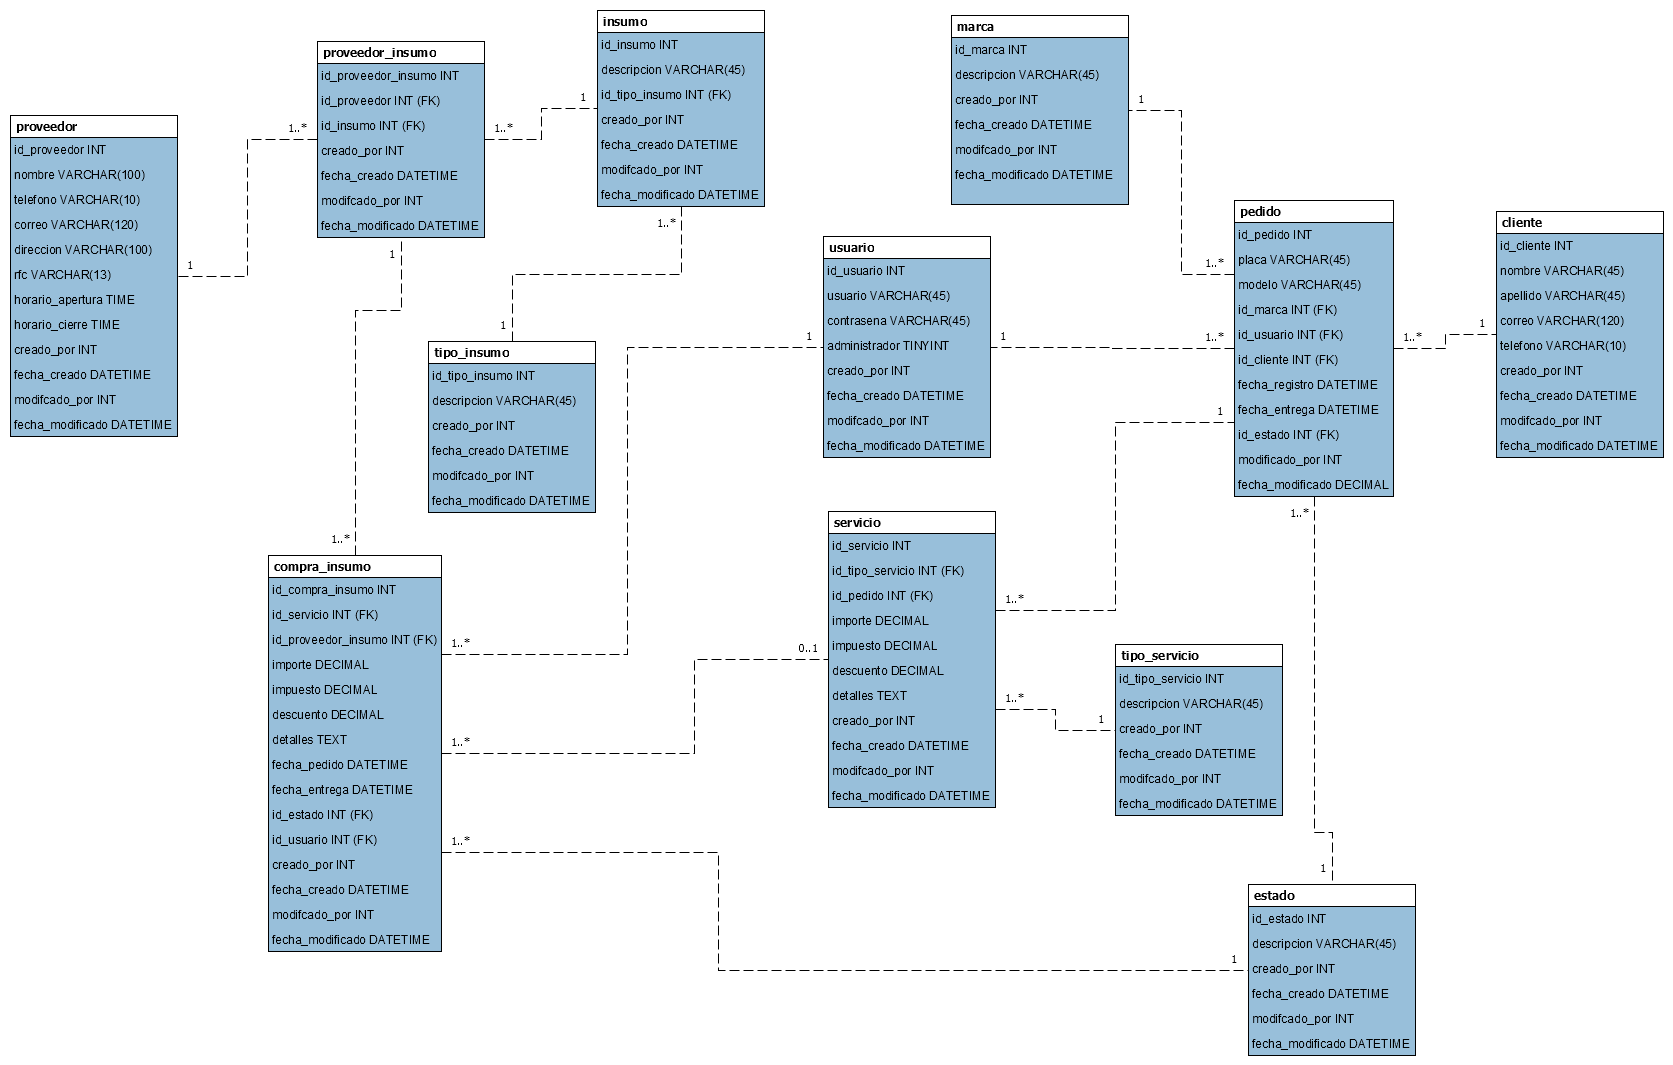 proveedor
id_proveedor INT
nombre VARCHAR(100)
telefono VARCHAR(10)
correo VARCHAR(120)
direccion VARCHAR(100)
rfc VARCHAR(13)
horario_apertura TIME
horario_cierre TIME
creado_por INT
fecha_creado DATETIME
modifcado_por INT
fecha_modificado DATETIME
1
1..*
proveedor_insumo
id_proveedor_insumo INT
id_proveedor INT (FK)
id_insumo INT (FK)
creado_por INT
fecha_creado DATETIME
modifcado_por INT
fecha_modificado DATETIME
1..*
1
1
1..*
insumo
id_insumo INT
descripcion VARCHAR(45)
id_tipo_insumo INT (FK)
creado_por INT
fecha_creado DATETIME
modifcado_por INT
fecha_modificado DATETIME
1..*
1
tipo_insumo
id_tipo_insumo INT
descripcion VARCHAR(45)
creado_por INT
fecha_creado DATETIME
modifcado_por INT
fecha_modificado DATETIME
marca
id_marca INT
descripcion VARCHAR(45)
creado_por INT
fecha_creado DATETIME
modifcado_por INT
fecha_modificado DATETIME
1
1..*
usuario
id_usuario INT
usuario VARCHAR(45)
contrasena VARCHAR(45)
administrador TINYINT
creado_por INT
fecha_creado DATETIME
modifcado_por INT
fecha_modificado DATETIME
1
1
1..*
pedido
id_pedido INT
placa VARCHAR(45)
modelo VARCHAR(45)
id_marca INT (FK)
id_usuario INT (FK)
id_cliente INT (FK)
fecha_registro DATETIME
fecha_entrega DATETIME
id_estado INT (FK)
modificado_por INT
fecha_modificado DECIMAL
1..*
1
1
1..*
cliente
id_cliente INT
nombre VARCHAR(45)
apellido VARCHAR(45)
correo VARCHAR(120)
telefono VARCHAR(10)
creado_por INT
fecha_creado DATETIME
modifcado_por INT
fecha_modificado DATETIME
compra_insumo
id_compra_insumo INT
id_servicio INT (FK)
id_proveedor_insumo INT (FK)
importe DECIMAL
impuesto DECIMAL
descuento DECIMAL
detalles TEXT
fecha_pedido DATETIME
fecha_entrega DATETIME
id_estado INT (FK)
id_usuario INT (FK)
creado_por INT
fecha_creado DATETIME
modifcado_por INT
fecha_modificado DATETIME
1..*
1..*
1..*
0..1
servicio
id_servicio INT
id_tipo_servicio INT (FK)
id_pedido INT (FK)
importe DECIMAL
impuesto DECIMAL
descuento DECIMAL
detalles TEXT
creado_por INT
fecha_creado DATETIME
modifcado_por INT
fecha_modificado DATETIME
1..*
1..*
1
tipo_servicio
id_tipo_servicio INT
descripcion VARCHAR(45)
creado_por INT
fecha_creado DATETIME
modifcado_por INT
fecha_modificado DATETIME
1
1
estado
id_estado INT
descripcion VARCHAR(45)
creado_por INT
fecha_creado DATETIME
modifcado_por INT
fecha_modificado DATETIME